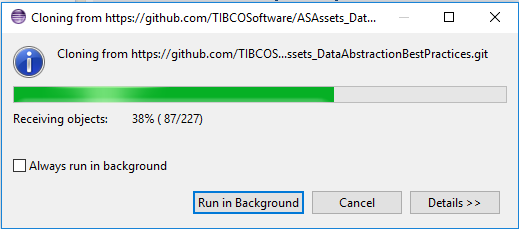 Cloning from https://github.com/TIBCOSoftware/ASAssets_Dat...
Cloning from https://github.com/TIBCOS...ssets_DataAbstractionBestPractices.git
Receiving objects: 38% ( 87/227)
Always run in background
Run in Background Cancel Details >>